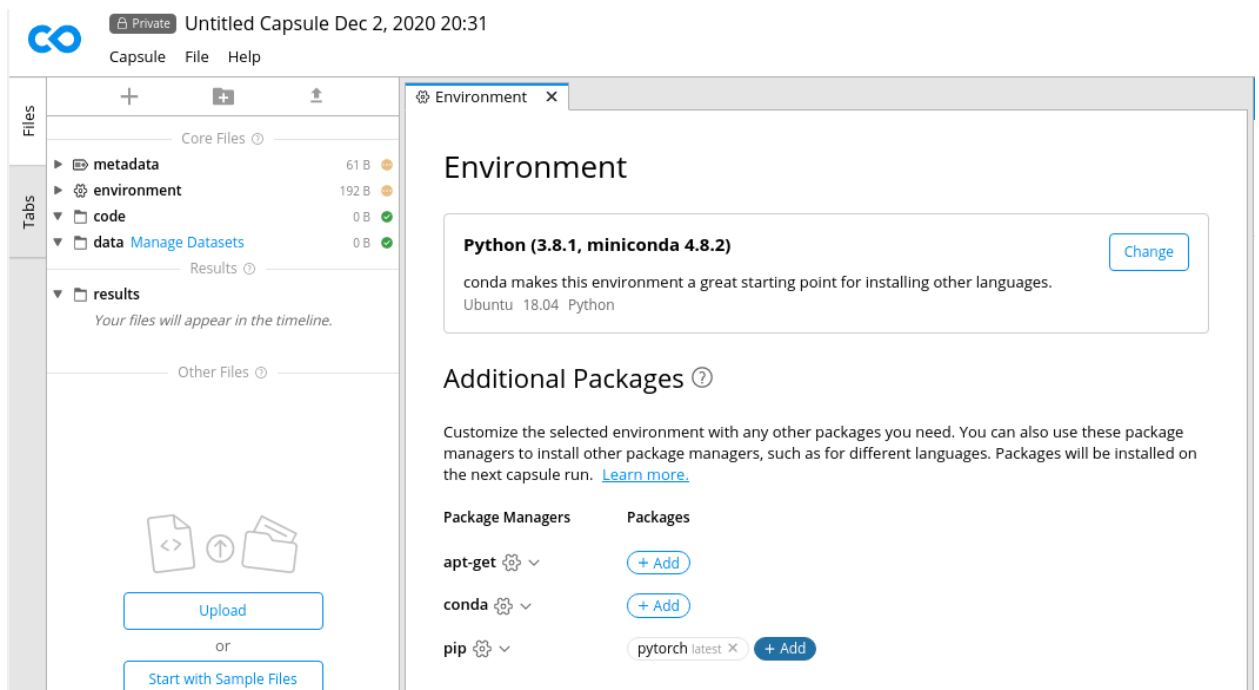 Private Untitled Capsule Dec 2, 2020 20:31
Capsule File Help
Files
Tabs
Core Files
metadata 61 B
environment 192 B
code 0 B
data Manage Datasets 0 B
Results
results
Your files will appear in the timeline.
Other Files
Upload
or
Start with Sample Files
Environment
Environment
Python (3.8.1, miniconda 4.8.2)
Change
conda makes this environment a great starting point for installing other languages.
Ubuntu 18.04 Python
Additional Packages
Customize the selected environment with any other packages you need. You can also use these package
managers to install other package managers, such as for different languages. Packages will be installed on
the next capsule run. Learn more.
Package Managers Packages
apt-get + Add
conda + Add
pip pytorch latest × + Add